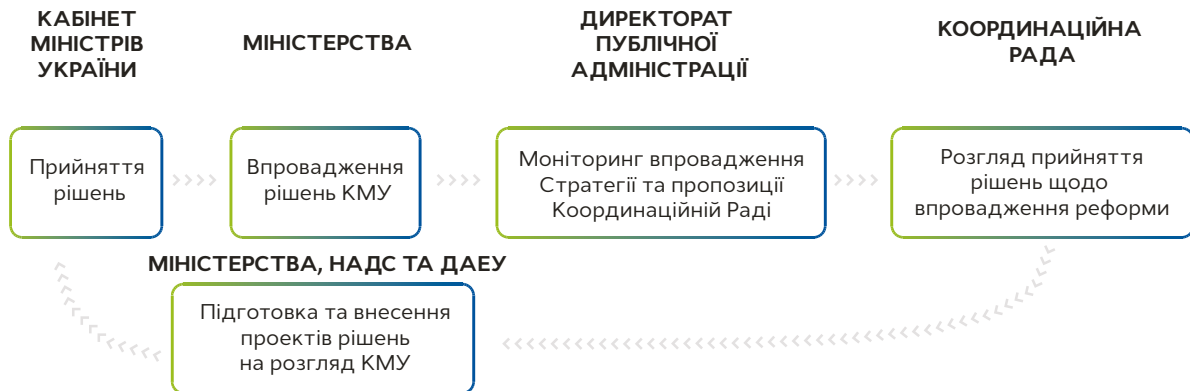 КАБІНЕТ
МІНІСТРІВ
УКРАЇНИ
МІНІСТЕРСТВА
ДИРЕКТОРАТ
ПУБЛІЧНОЇ
АДМІНІСТРАЦІЇ
КООРДИНАЦІЙНА
РАДА
Прийняття
рішень
Впровадження
рішень КМУ
Моніторинг впровадження
Стратегії та пропозиції
Координаційній Раді
Розгляд прийняття
рішень щодо
впровадження реформи
МІНІСТЕРСТВА, НАДС ТА ДАЕУ
Підготовка та внесення
проектів рішень
на розгляд КМУ